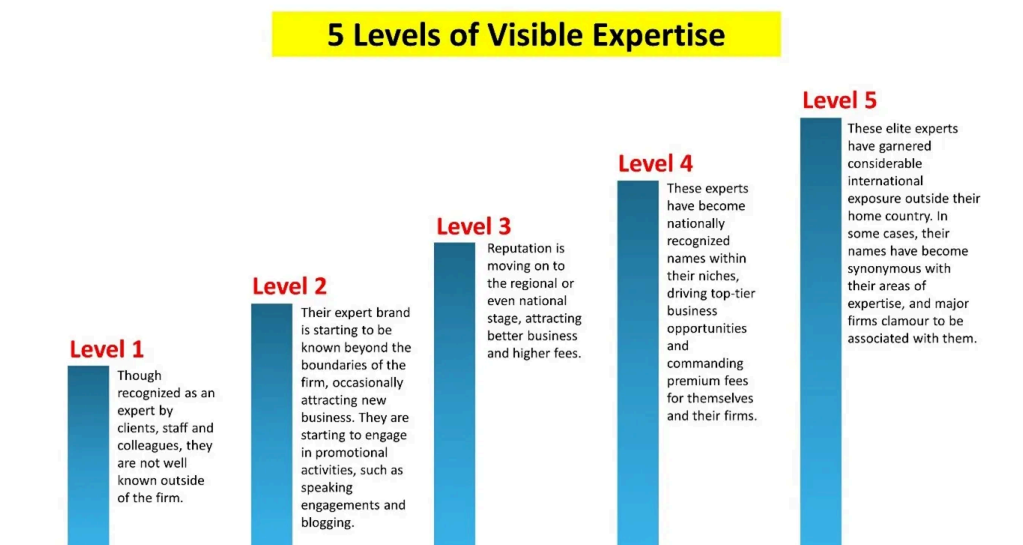 5 Levels of Visible Expertise
Level 1
Though
recognized as an
expert by
clients, staff and
colleagues, they
are not well
known outside
of the firm.
Level 2
Their expert brand
is starting to be
known beyond the
boundaries of the
firm, occasionally
attracting new
business. They are
starting to engage
in promotional
activities, such as
speaking
engagements and
blogging.
Level 3
Reputation is
moving on to
the regional or
even national
stage, attracting
better business
and higher fees.
Level 4
These experts
have become
nationally
recognized
names within
their niches,
driving top-tier
business
opportunities
and
commanding
premium fees
for themselves
and their firms.
Level 5
These elite experts
have garnered
considerable
international
exposure outside their
home country. In
some cases, their
names have become
synonymous with
their areas of
expertise, and major
firms clamour to be
associated with them.